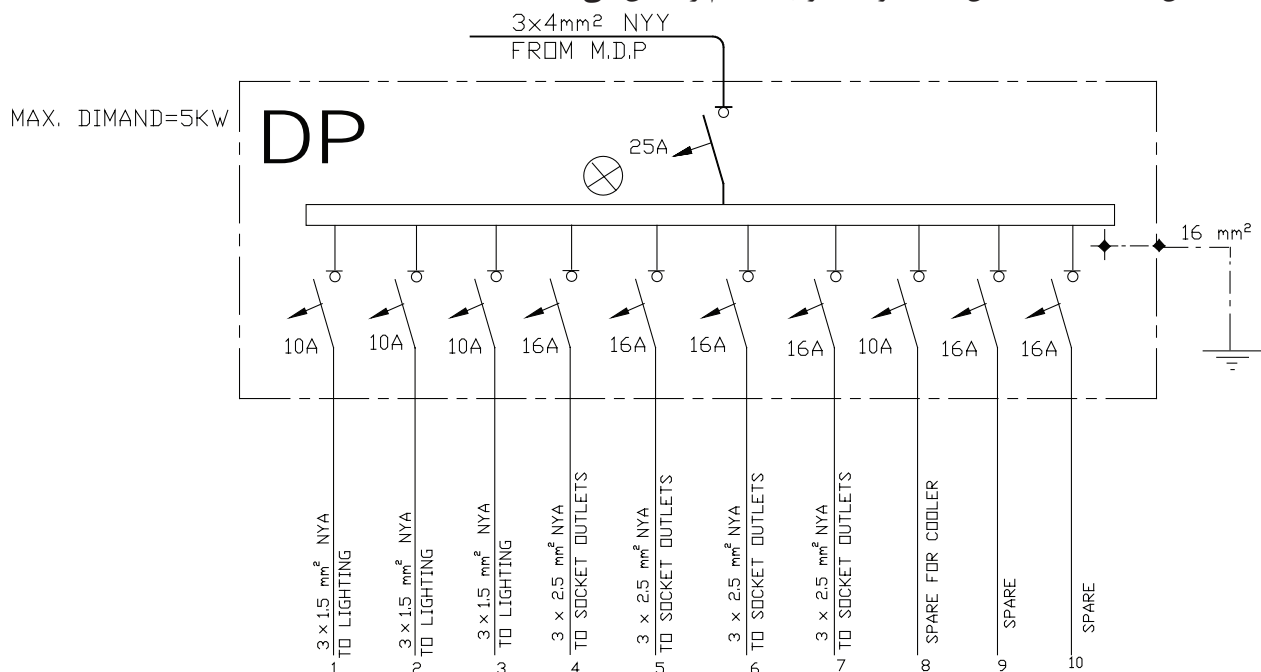 3x4mm² NYY
FROM M.D.P
MAX. DIMAND=5KW
DP
25A
16 mm²
10A
10A
10A
16A
16A
16A
16A
10A
16A
16A
3 x 1.5 mm² NYA
TO LIGHTING
3 x 1.5 mm² NYA
TO LIGHTING
3 x 1.5 mm² NYA
TO LIGHTING
3 x 2.5 mm² NYA
TO SOCKET OUTLETS
3 x 2.5 mm² NYA
TO SOCKET OUTLETS
3 x 2.5 mm² NYA
TO SOCKET OUTLETS
3 x 2.5 mm² NYA
TO SOCKET OUTLETS
SPARE FOR COOLER
SPARE
SPARE
1
2
3
4
5
6
7
8
9
10